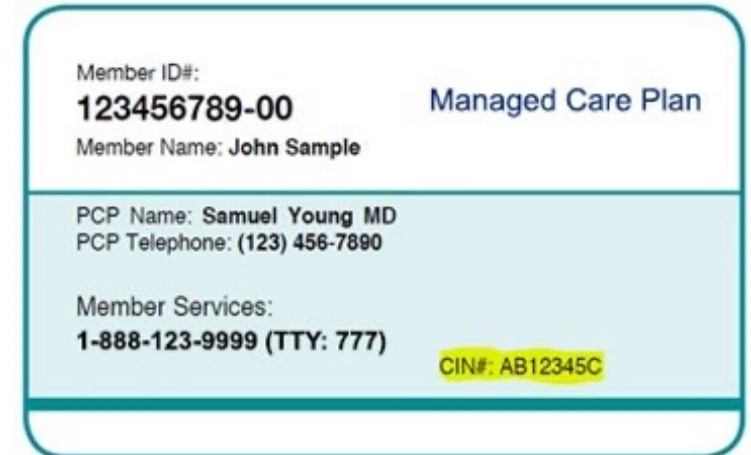 Member ID#:
123456789-00
Managed Care Plan
Member Name: John Sample
PCP Name: Samuel Young MD
PCP Telephone: (123) 456-7890
Member Services:
1-888-123-9999 (TTY: 777)
CIN#: AB12345C